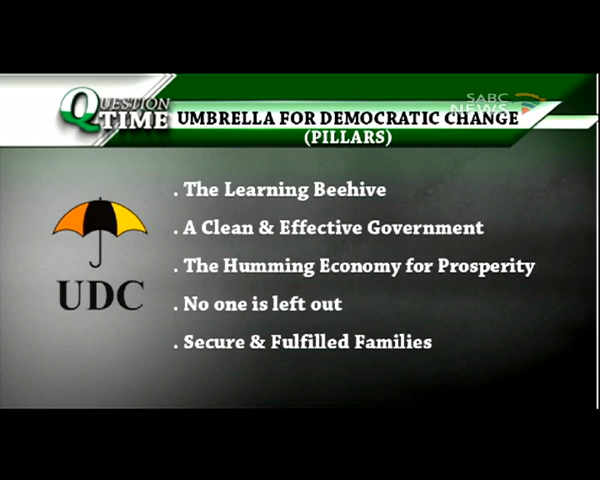 QUESTION
TIME
SABC
NEWS
UMBRELLA FOR DEMOCRATIC CHANGE
(PILLARS)
. The Learning Beehive
. A Clean & Effective Government
. The Humming Economy for Prosperity
. No one is left out
. Secure & Fulfilled Families
UDC